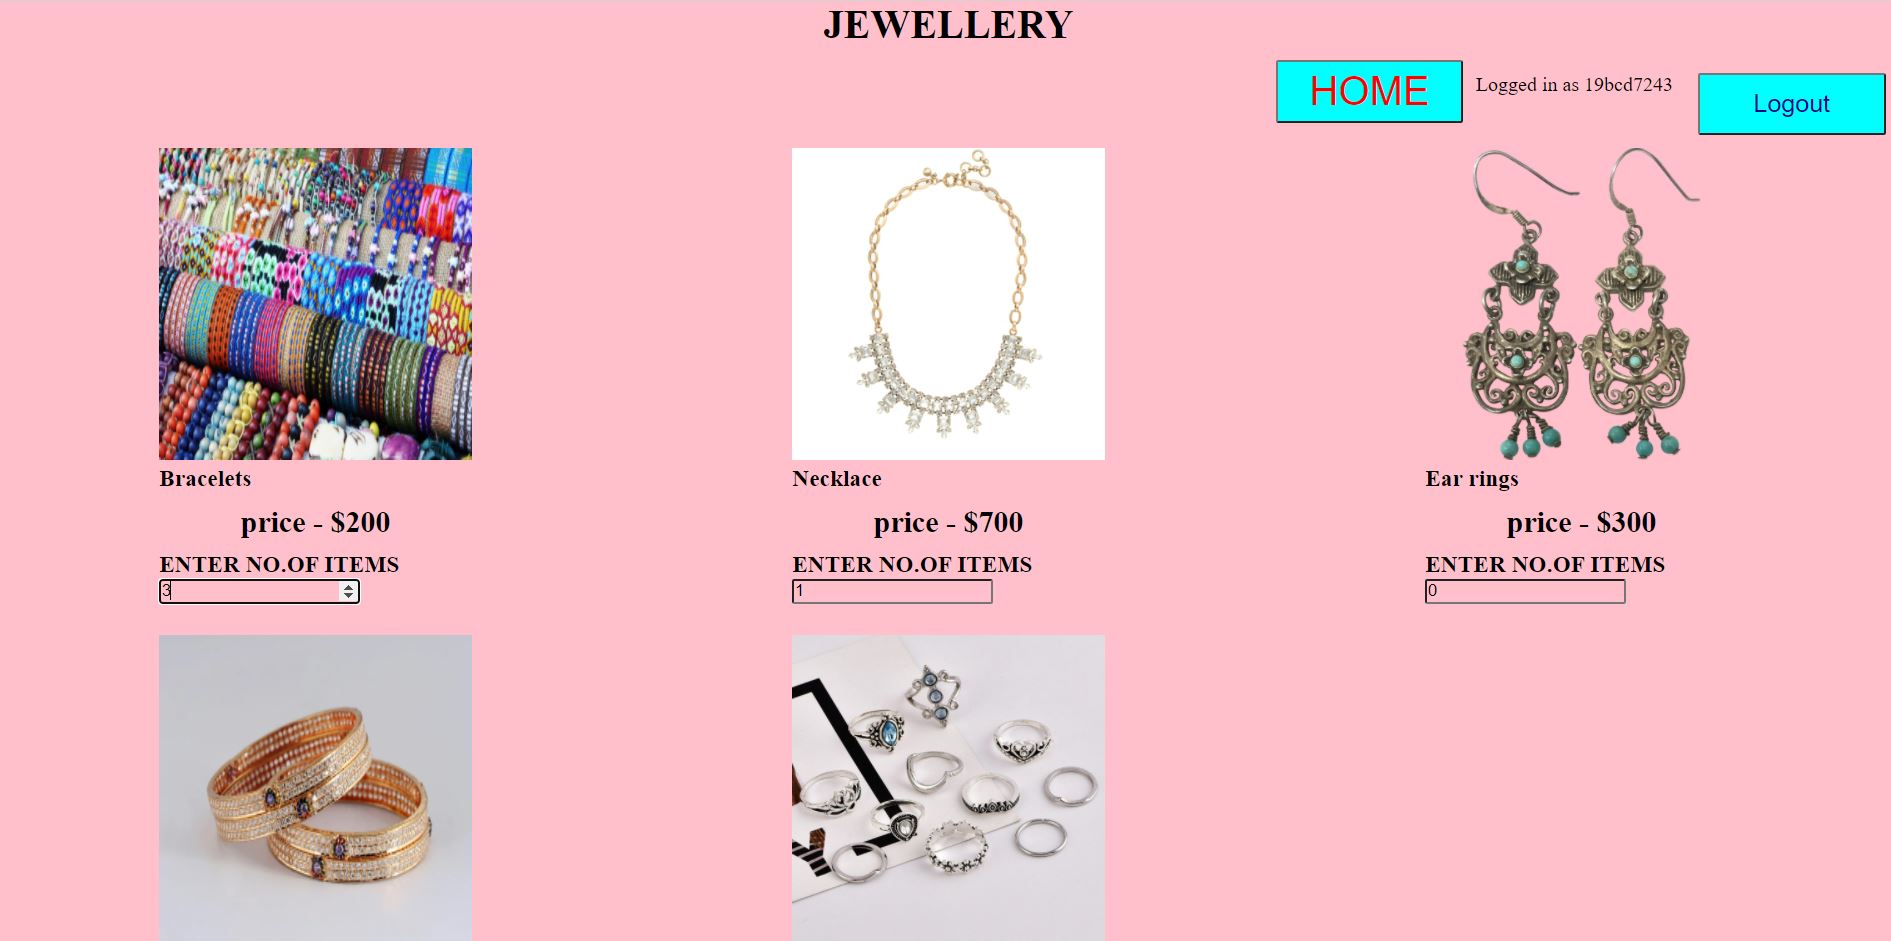 JEWELLERY
HOME
Logged in as 19bcd7243
Logout
Bracelets
price - $200
ENTER NO.OF ITEMS
3
Necklace
price - $700
ENTER NO.OF ITEMS
1
Ear rings
price - $300
ENTER NO.OF ITEMS
0